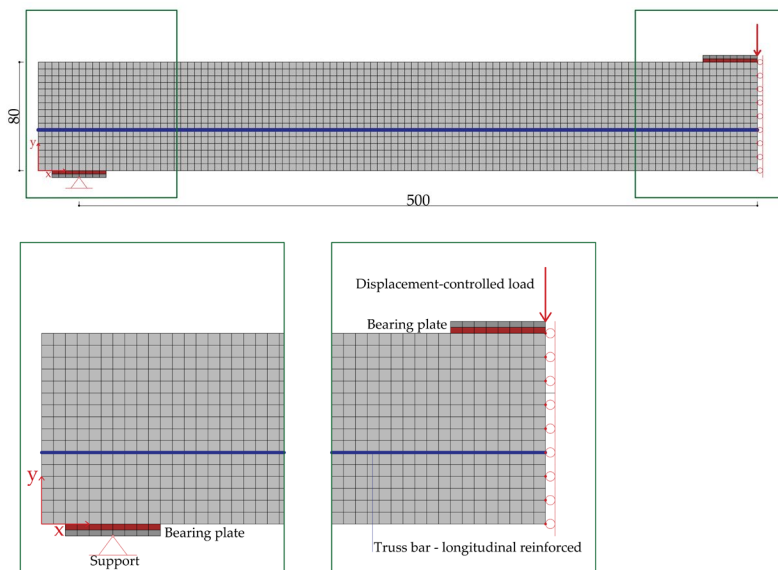 80
y
x
500
Displacement-controlled load
Bearing plate
y
x
Bearing plate
Support
Truss bar - longitudinal reinforced